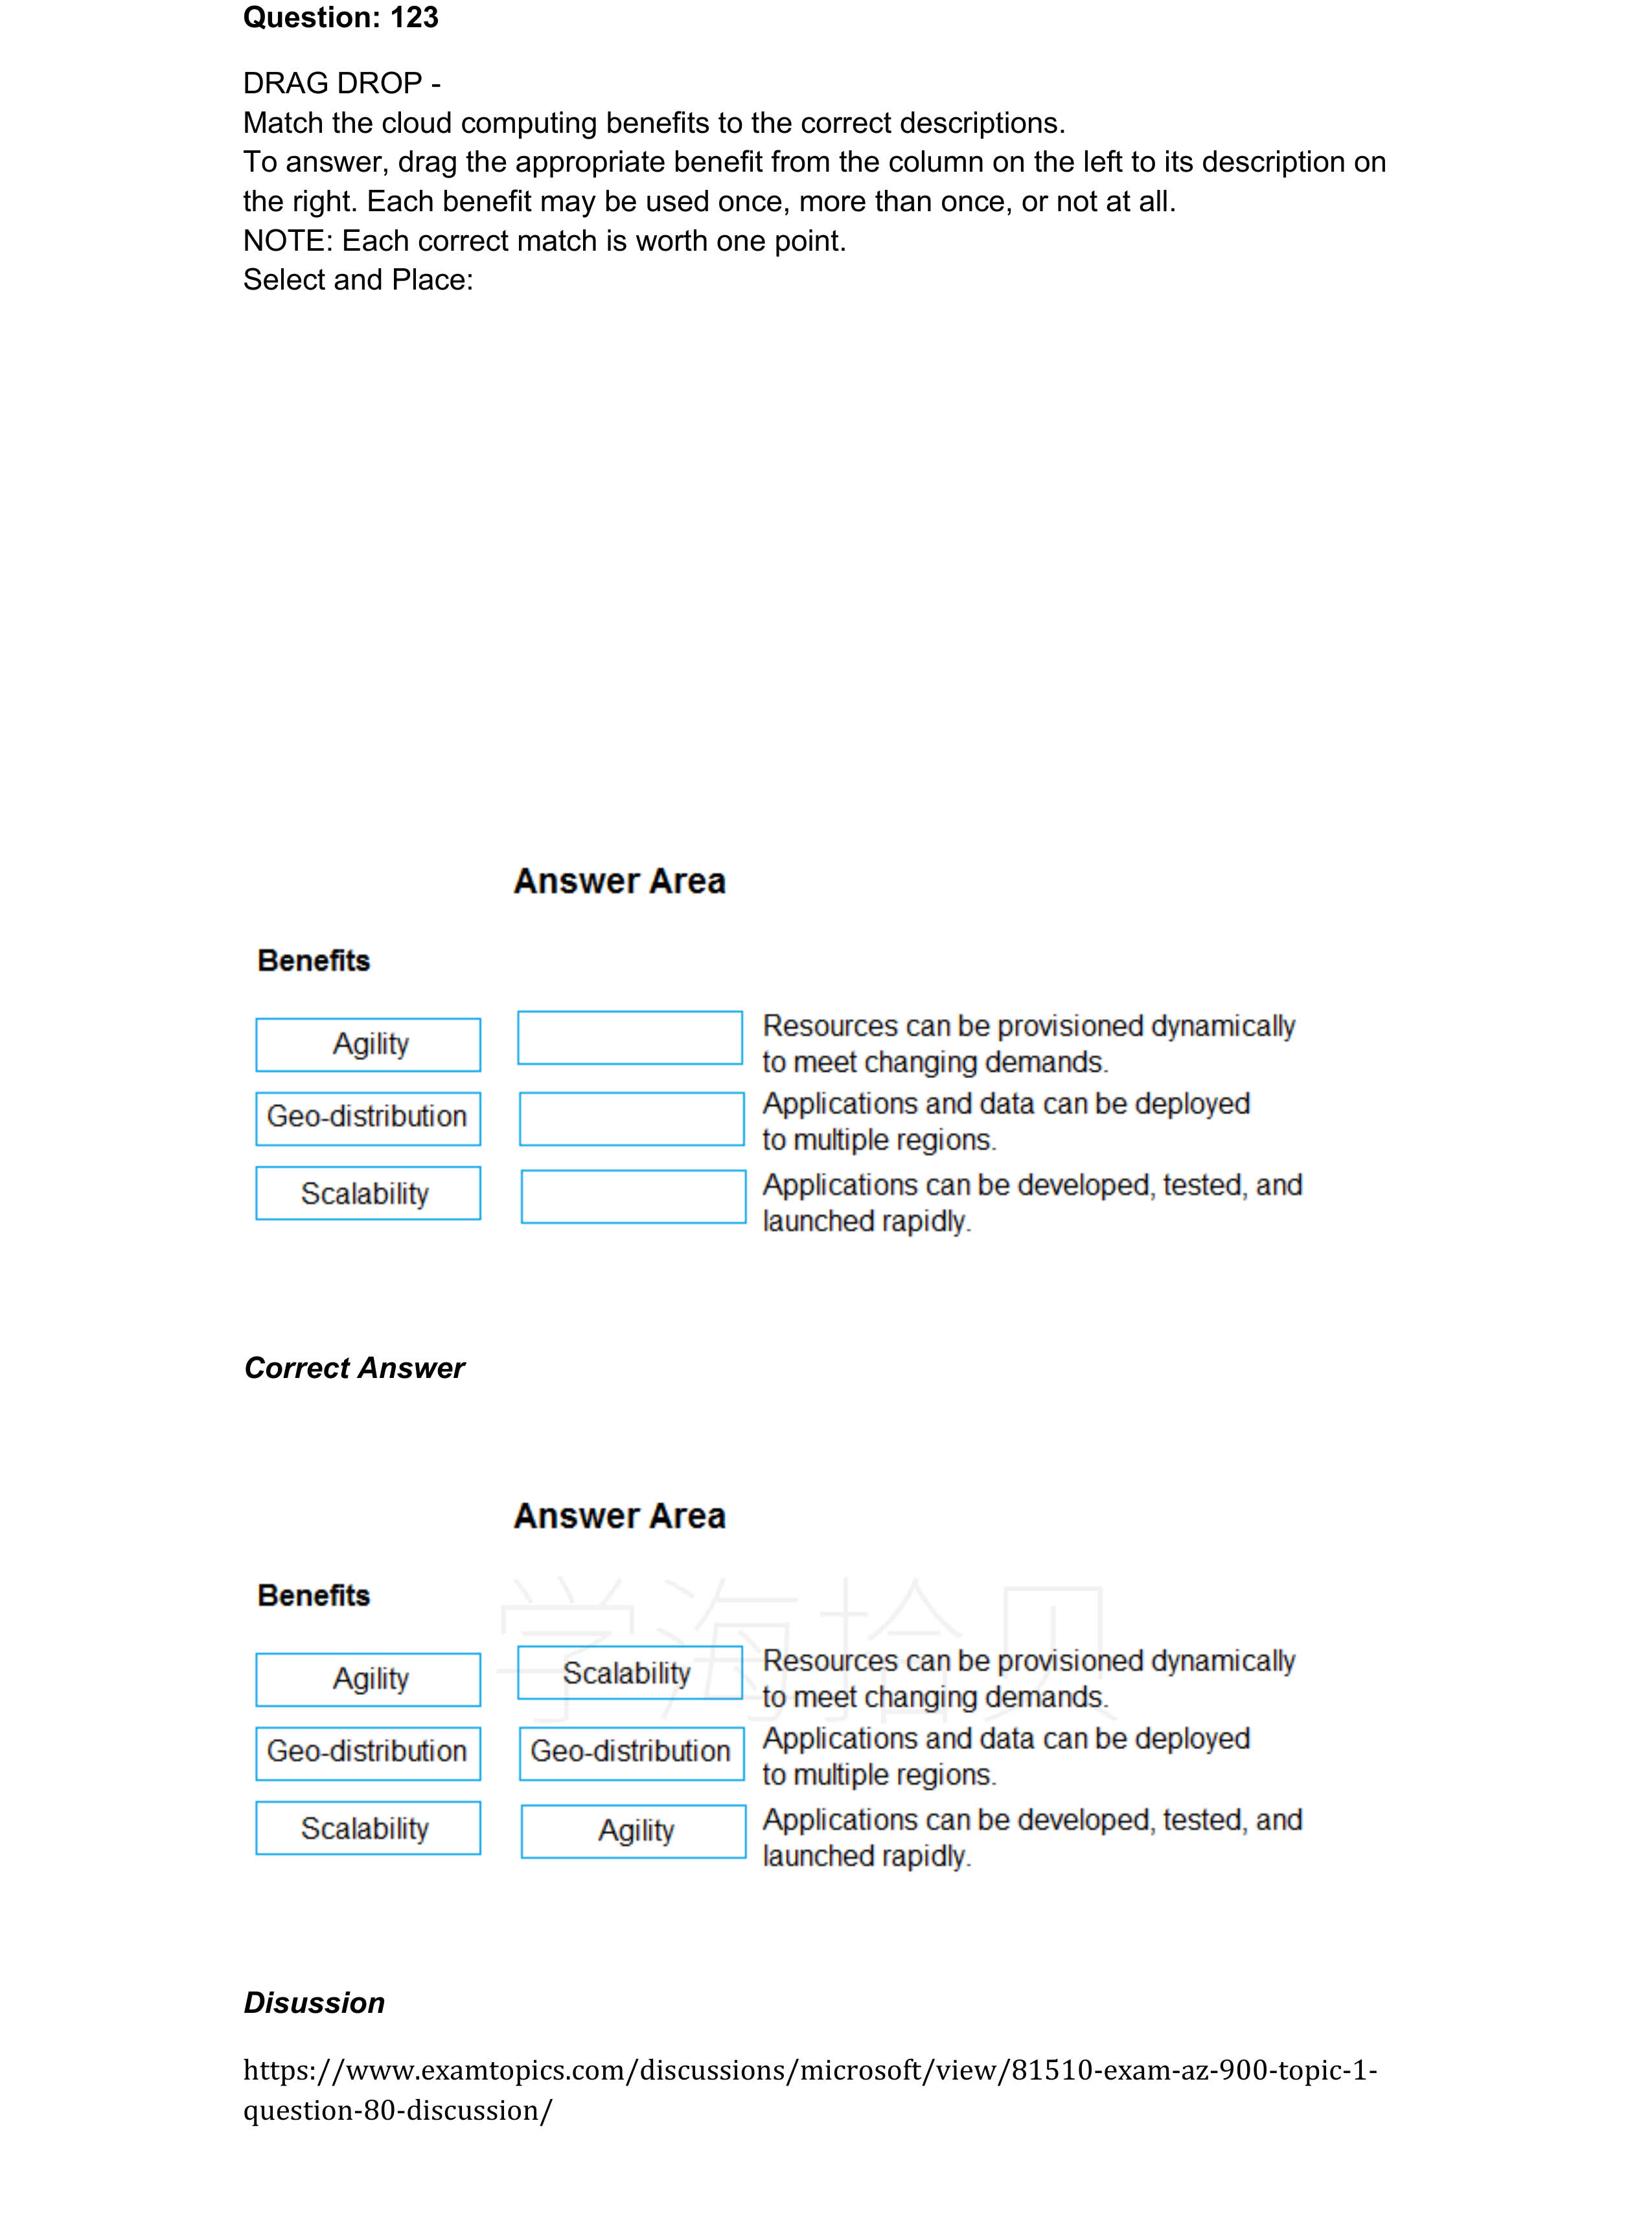 Question: 123
DRAG DROP -
Match the cloud computing benefits to the correct descriptions.
To answer, drag the appropriate benefit from the column on the left to its description on
the right. Each benefit may be used once, more than once, or not at all.
NOTE: Each correct match is worth one point.
Select and Place:
Answer Area
Benefits
Agility
Resources can be provisioned dynamically
to meet changing demands.
Geo-distribution
Applications and data can be deployed
to multiple regions.
Scalability
Applications can be developed, tested, and
launched rapidly.
Correct Answer
Answer Area
Benefits
学海拾贝
Agility
Scalability
Resources can be provisioned dynamically
to meet changing demands.
Geo-distribution
Geo-distribution
Applications and data can be deployed
to multiple regions.
Scalability
Agility
Applications can be developed, tested, and
launched rapidly.
Disussion
https://www.examtopics.com/discussions/microsoft/view/81510-exam-az-900-topic-1-
question-80-discussion/